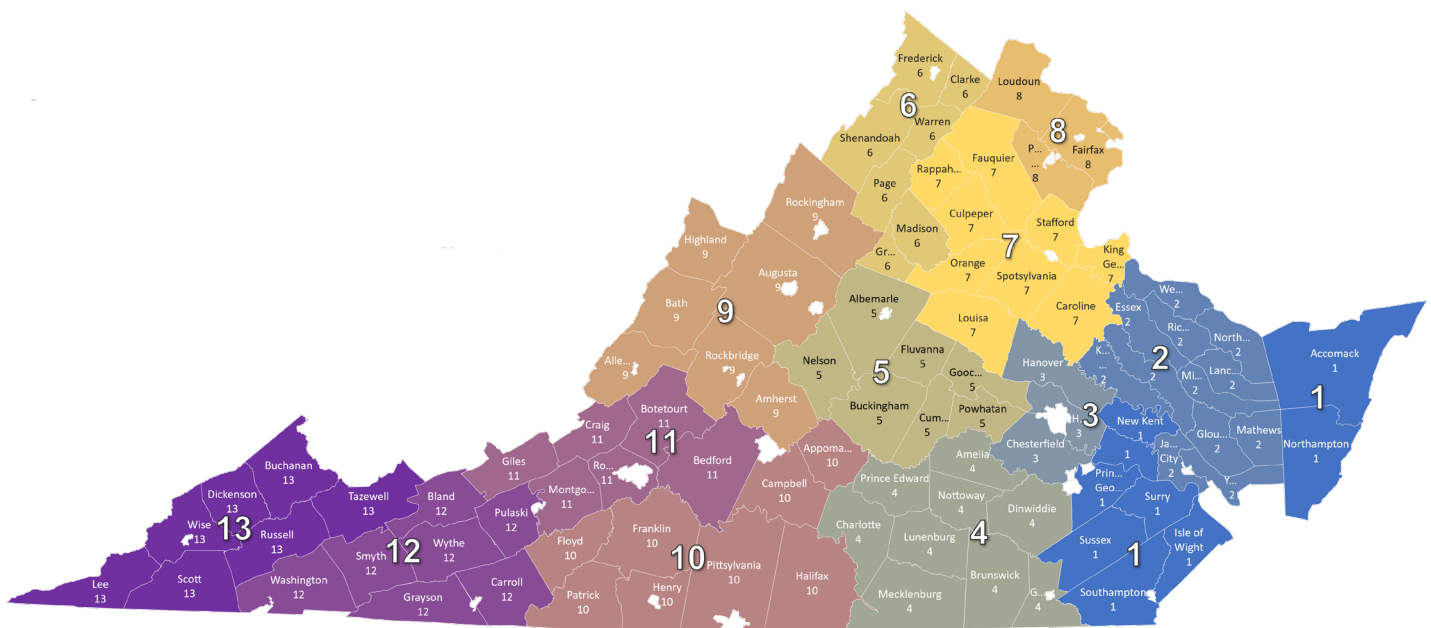 Frederick
6
Clarke
6
Loudoun
8
6
8
Warren
6
Shenandoah
6
Fairfax
8
P...
...
8
Fauquier
7
Rappah...
7
Page
6
Rockingham
9
Culpeper
7
Stafford
7
Madison
6
7
Highland
9
Gr...
6
Orange
7
King
Ge...
7
Augusta
9
Spotsylvania
7
Albemarle
5
Caroline
7
Essex
2
We...
2
Bath
9
9
Louisa
7
Ric...
2
North...
2
Accomack
1
Alle...
9
Rockbridge
9
Nelson
5
Fluvanna
5
5
Hanover
3
K...
...
2
2
2
Mi...
2
Lanc...
2
Gooc...
5
1
Amherst
9
Buckingham
5
Cum...
5
Powhatan
5
H...
3
3
New Kent
1
1
Botetourt
11
11
Craig
11
Chesterfield
3
Ja...
City
2
Glou...
2
Mathews
2
Northampton
1
Giles
11
Ro...
11
Bedford
11
Appoma...
10
Amelia
4
Buchanan
13
Montgo...
11
Campbell
10
Prince Edward
4
Prin...
Geo...
1
Y...
2
Dickenson
13
Tazewell
13
Bland
12
Pulaski
12
Nottoway
4
Dinwiddie
4
Surry
1
Wise
13
13
Russell
13
Floyd
10
Franklin
10
Charlotte
4
Lunenburg
4
4
Sussex
1
1
Isle of
Wight
1
Smyth
12
12
Wythe
12
10
Pittsylvania
10
Halifax
10
Lee
13
Scott
13
Washington
12
Grayson
12
Carroll
12
Patrick
10
Henry
10
Mecklenburg
4
Brunswick
4
G...
4
Southampton
1